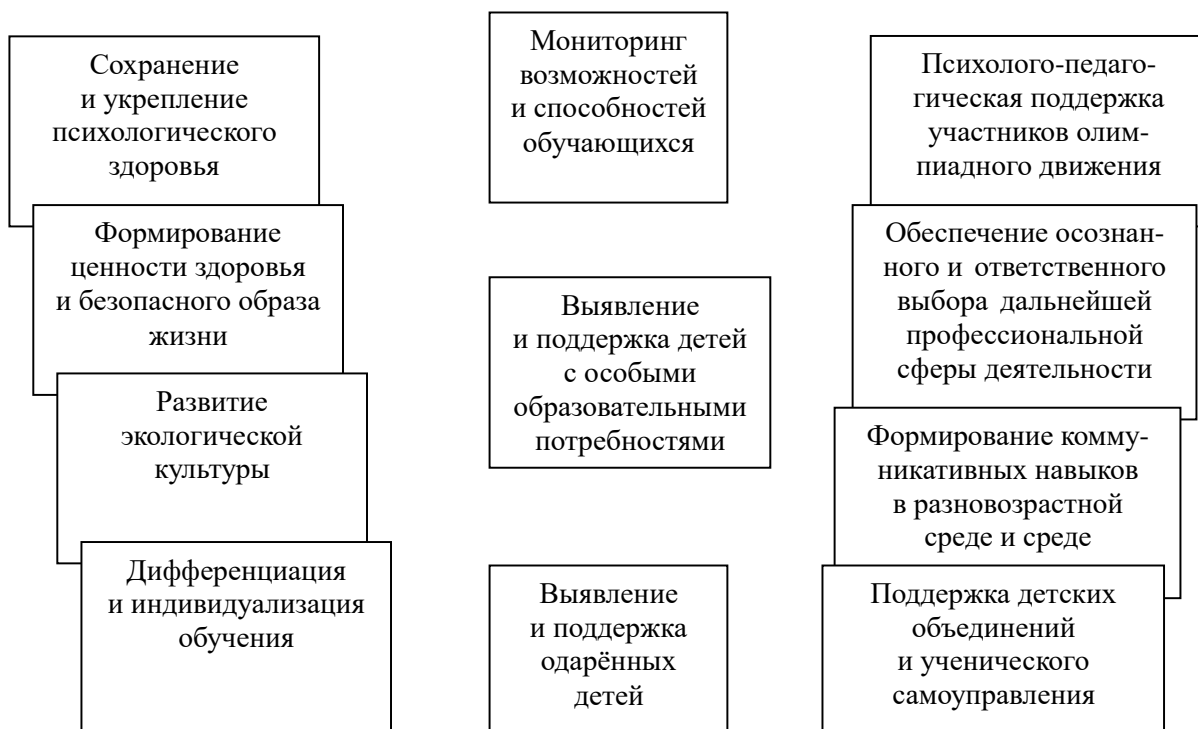 Сохранение
и укрепление
психологического
здоровья
Формирование
ценности здоровья
и безопасного образа
жизни
Развитие
экологической
культуры
Дифференциация
и индивидуализация
обучения
Мониторинг
возможностей
и способностей
обучающихся
Выявление
и поддержка детей
с особыми
образовательными
потребностями
Выявление
и поддержка
одарённых
детей
Психолого-педаго-
гическая поддержка
участников олим-
пиадного движения
Обеспечение осознан-
ного и ответственного
выбора дальнейшей
профессиональной
сферы деятельности
Формирование комму-
никативных навыков
в разновозрастной
среде и среде
Поддержка детских
объединений
и ученического
самоуправления